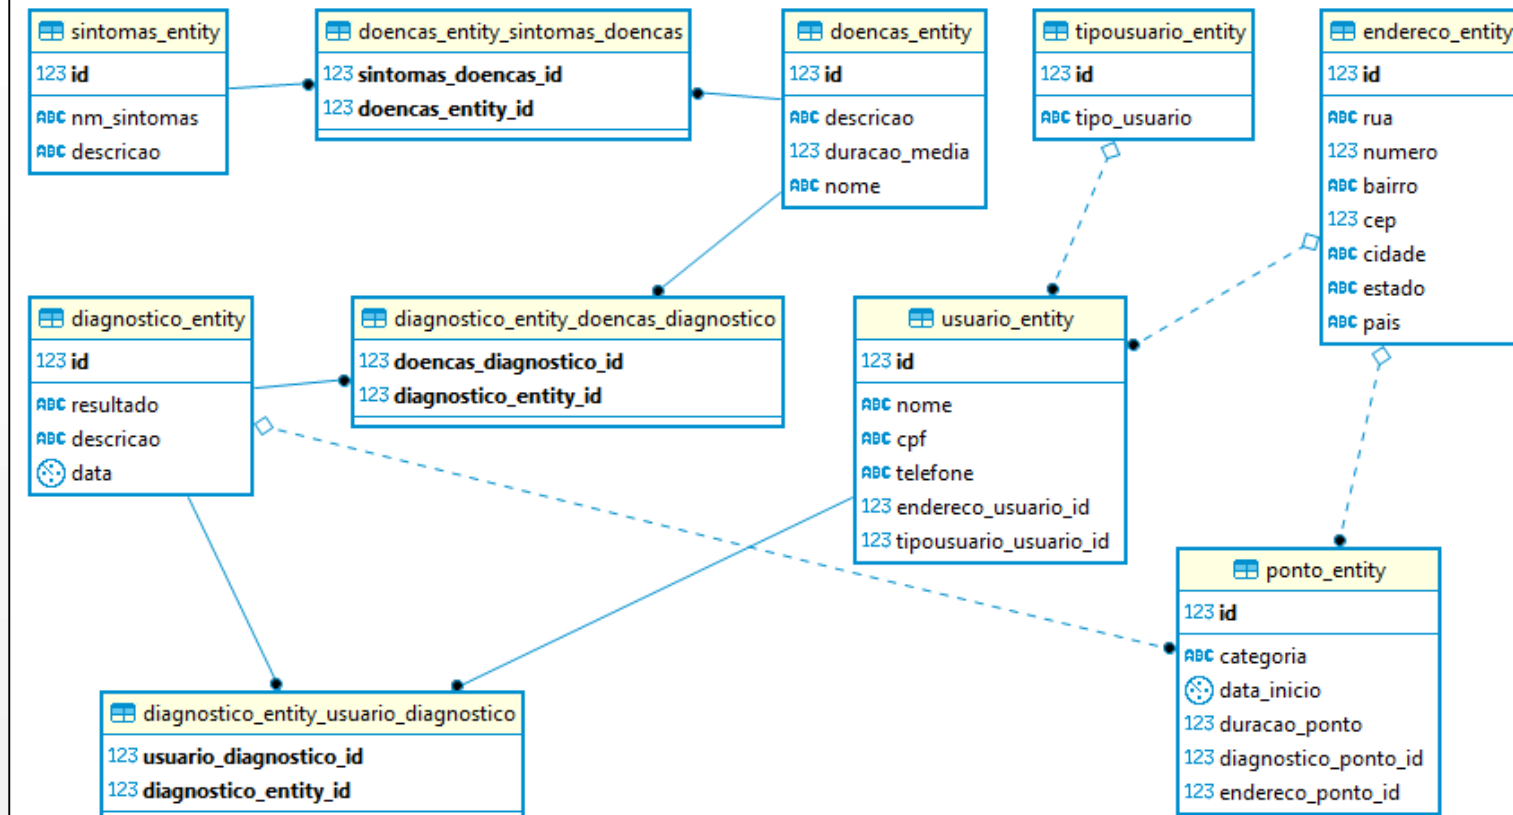 sintomas_entity
123 id
ABC nm_sintomas
ABC descricao
doencas_entity_sintomas_doencas
123 sintomas_doencas_id
123 doencas_entity_id
doencas_entity
123 id
ABC descricao
123 duracao_media
ABC nome
tipousuario_entity
123 id
ABC tipo_usuario
endereco_entity
123 id
ABC rua
123 numero
ABC bairro
123 cep
ABC cidade
ABC estado
ABC pais
diagnostico_entity
123 id
ABC resultado
ABC descricao
data
diagnostico_entity_doencas_diagnostico
123 doencas_diagnostico_id
123 diagnostico_entity_id
usuario_entity
123 id
ABC nome
ABC cpf
ABC telefone
123 endereco_usuario_id
123 tipousuario_usuario_id
ponto_entity
123 id
ABC categoria
data_inicio
123 duracao_ponto
123 diagnostico_ponto_id
123 endereco_ponto_id
diagnostico_entity_usuario_diagnostico
123 usuario_diagnostico_id
123 diagnostico_entity_id